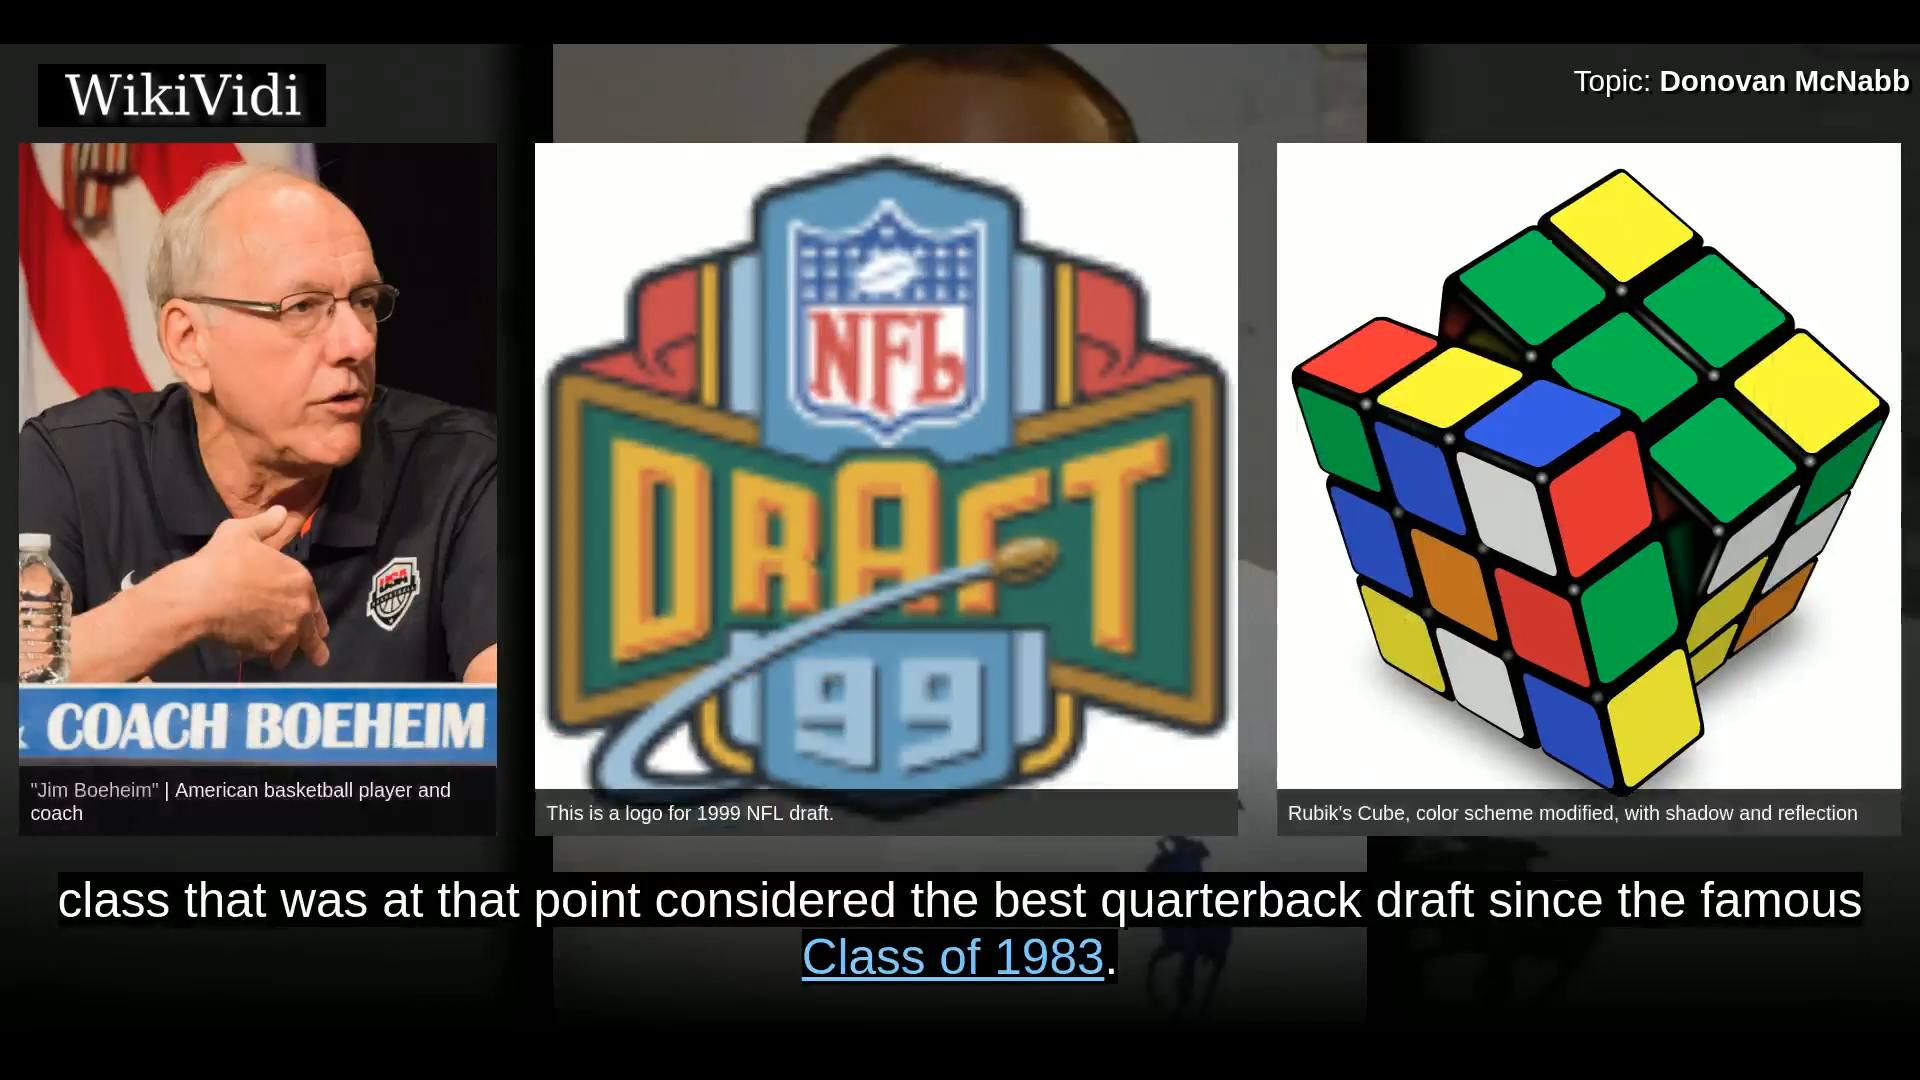 WikiVidi
Topic: Donovan McNabb
USA
COACH BOEHEIM
"Jim Boeheim" | American basketball player and
coach
NFL
DRAFT
99
This is a logo for 1999 NFL draft.
Rubik's Cube, color scheme modified, with shadow and reflection
class that was at that point considered the best quarterback draft since the famous
Class of 1983.